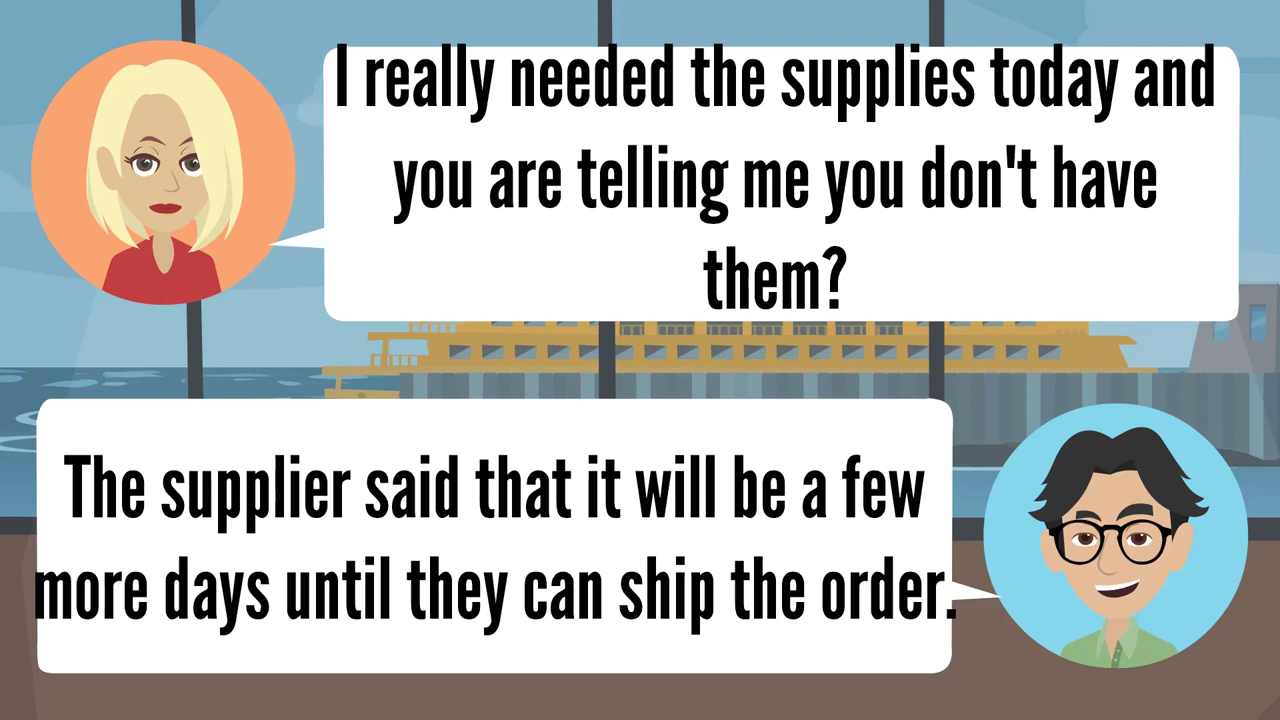 I really needed the supplies today and
you are telling me you don't have
them?
The supplier said that it will be a few
more days until they can ship the order.